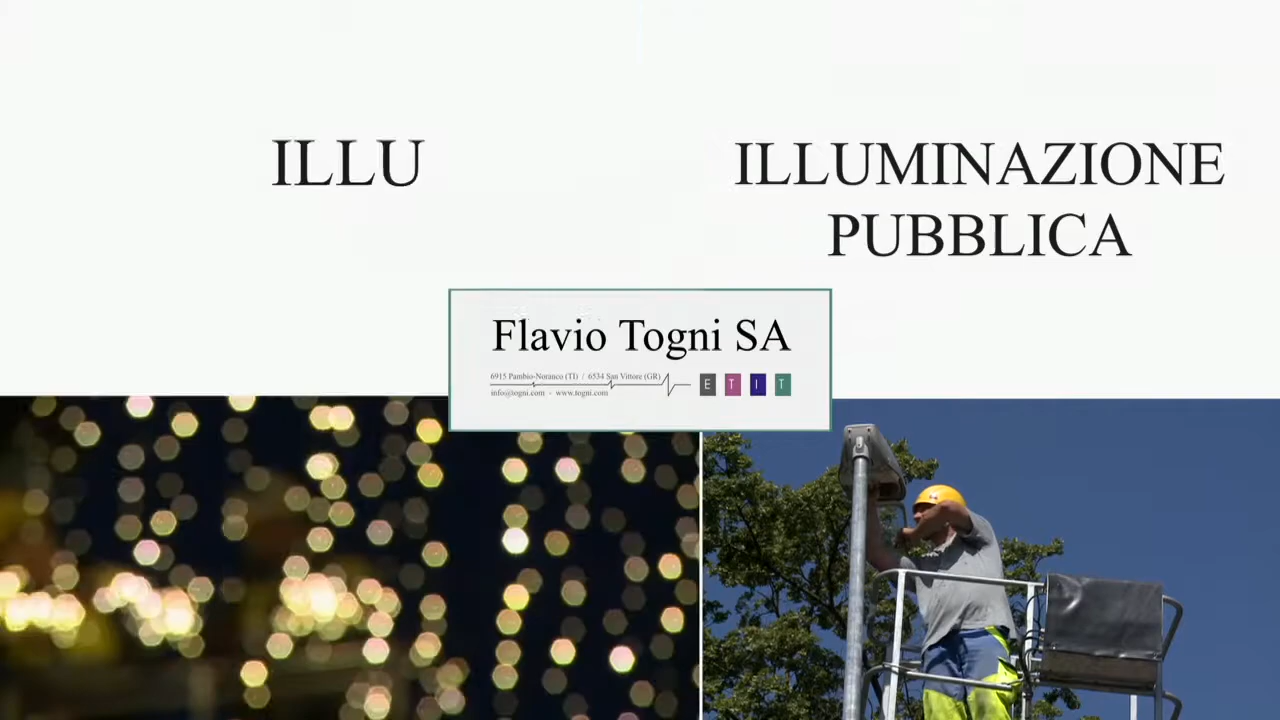 ILLU
ILLUMINAZIONE
PUBBLICA
Flavio Togni SA
6915 Pambio-Noranco (TI) / 6534 San Vittore (GR)
info@togni.com - www.togni.com
E T I T